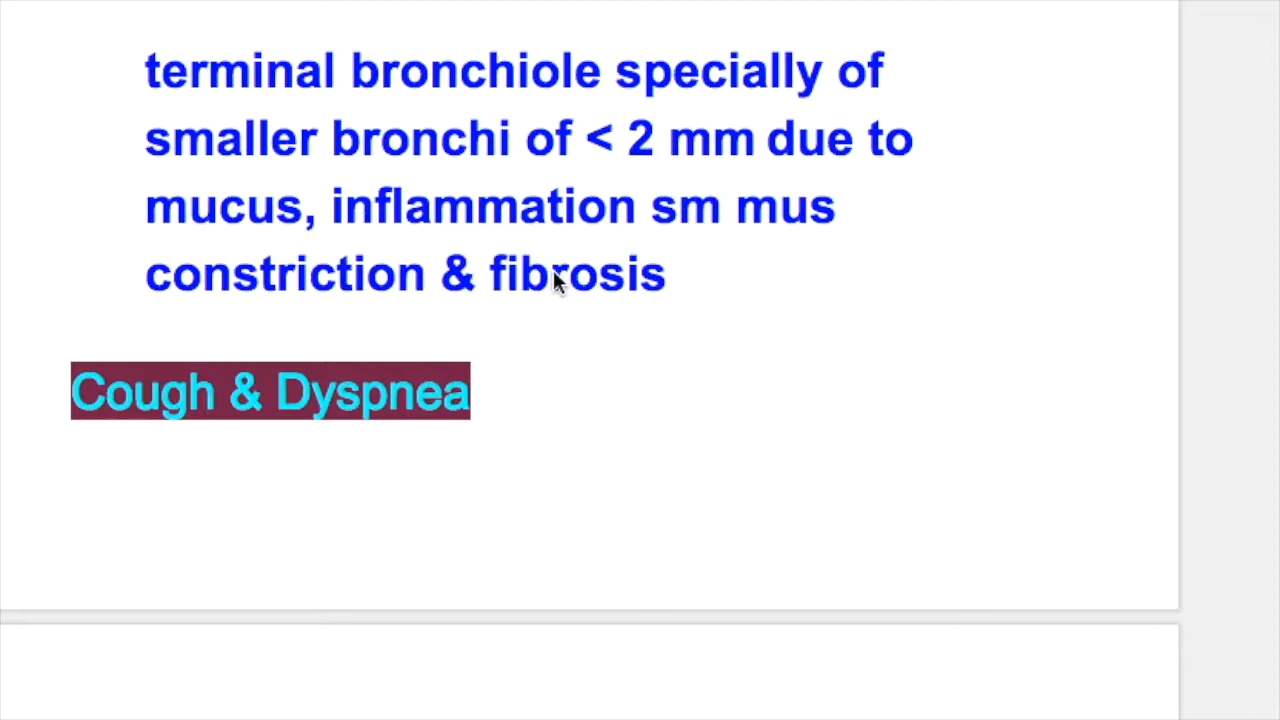 terminal bronchiole specially of
smaller bronchi of < 2 mm due to
mucus, inflammation sm mus
constriction & fibrosis
Cough & Dyspnea